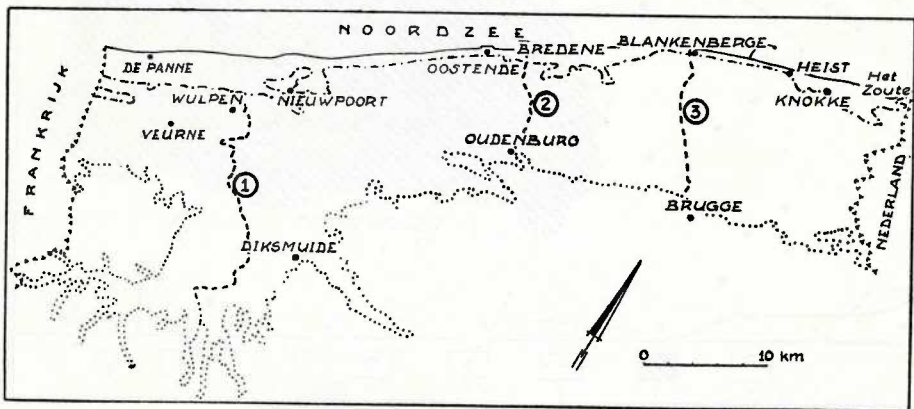 NOORDZEE
BREDENE
BLANKENBERGE
DE PANNE
OOSTENDE
HEIST
Het
Zoute
WULPEN
NIEUWPOORT
KNOKKE
FRANKRIJK
VEURNE
2
3
OUDENBURG
1
BRUGGE
NEDERLAND
DIKSMUIDE
0
10 km